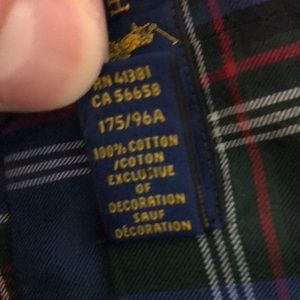 H
RN 41381
CA 56658
175/96A
100% COTTON
/COTON
EXCLUSIVE
OF
DECORATION
SAUF
DÉCORATION